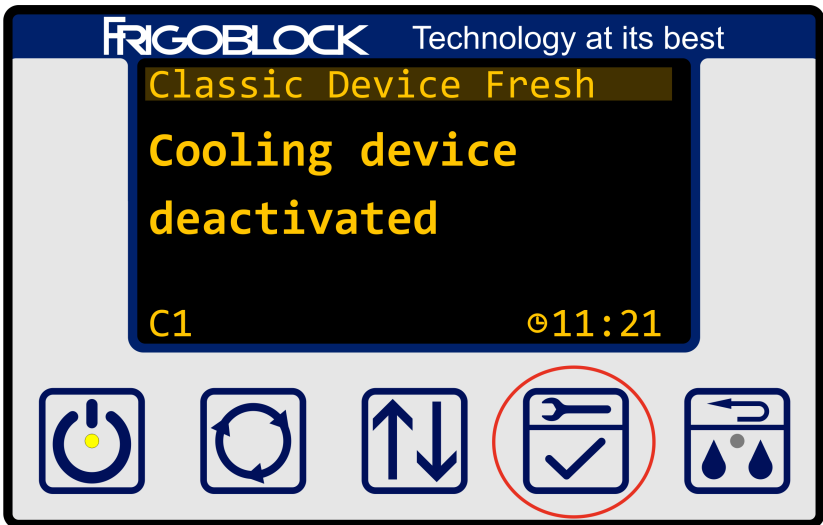 FRIGOBLOCK Technology at its best
Classic Device Fresh
Cooling device
deactivated
C1 11:21